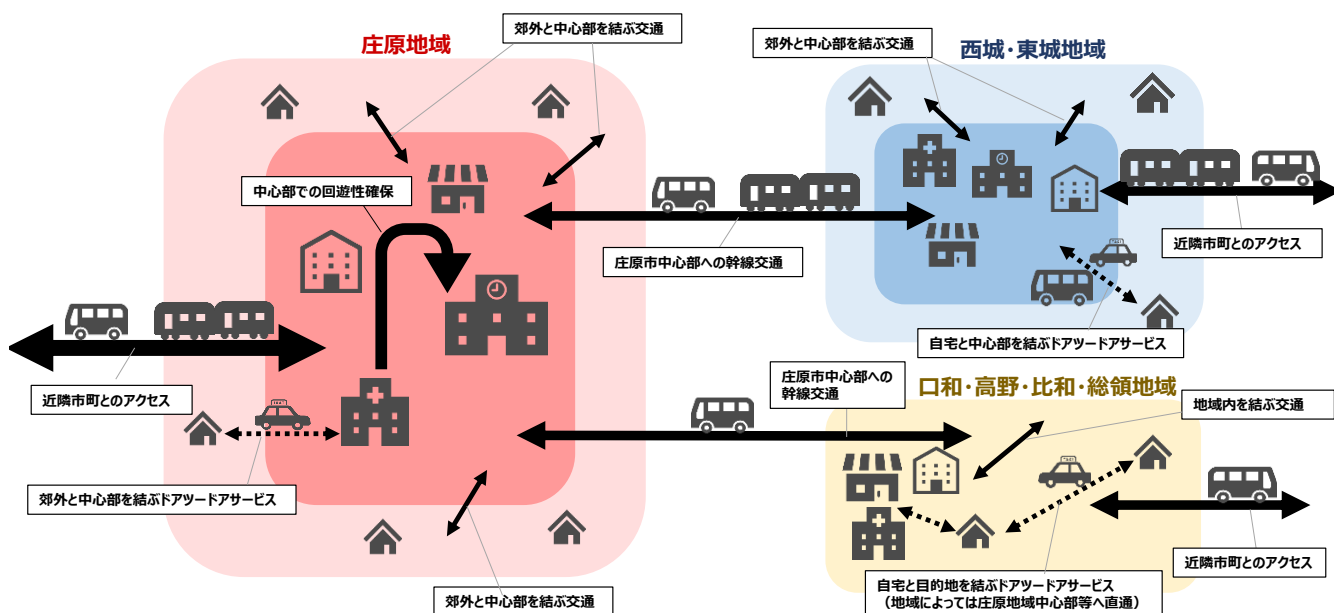 郊外と中心部を結ぶ交通
庄原地域
中心部での回遊性確保
近隣市町とのアクセス
郊外と中心部を結ぶドアツードアサービス
郊外と中心部を結ぶ交通
庄原市中心部への幹線交通
郊外と中心部を結ぶ交通
西城・東城地域
近隣市町とのアクセス
自宅と中心部を結ぶドアツードアサービス
庄原市中心部への
幹線交通
口和・高野・比和・総領地域
地域内を結ぶ交通
近隣市町とのアクセス
自宅と目的地を結ぶドアツードアサービス
（地域によっては庄原地域中心部等へ直通）